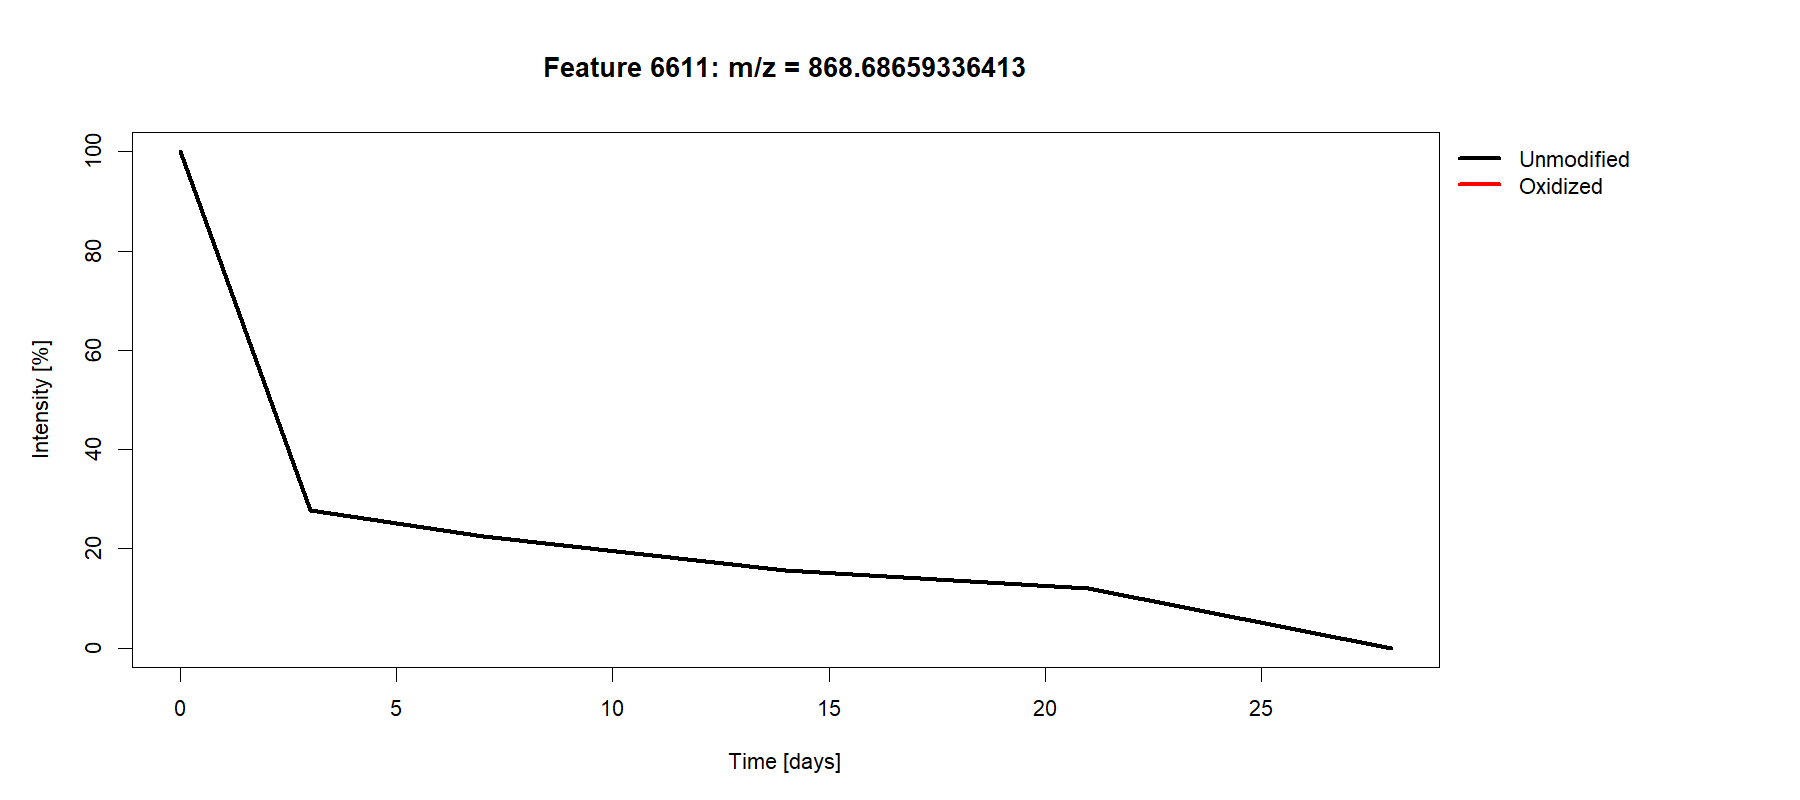 Feature 6611: m/z = 868.68659336413
Unmodified
Oxidized
Intensity [%]
100
80
60
40
20
0
0 5 10 15 20 25
Time [days]